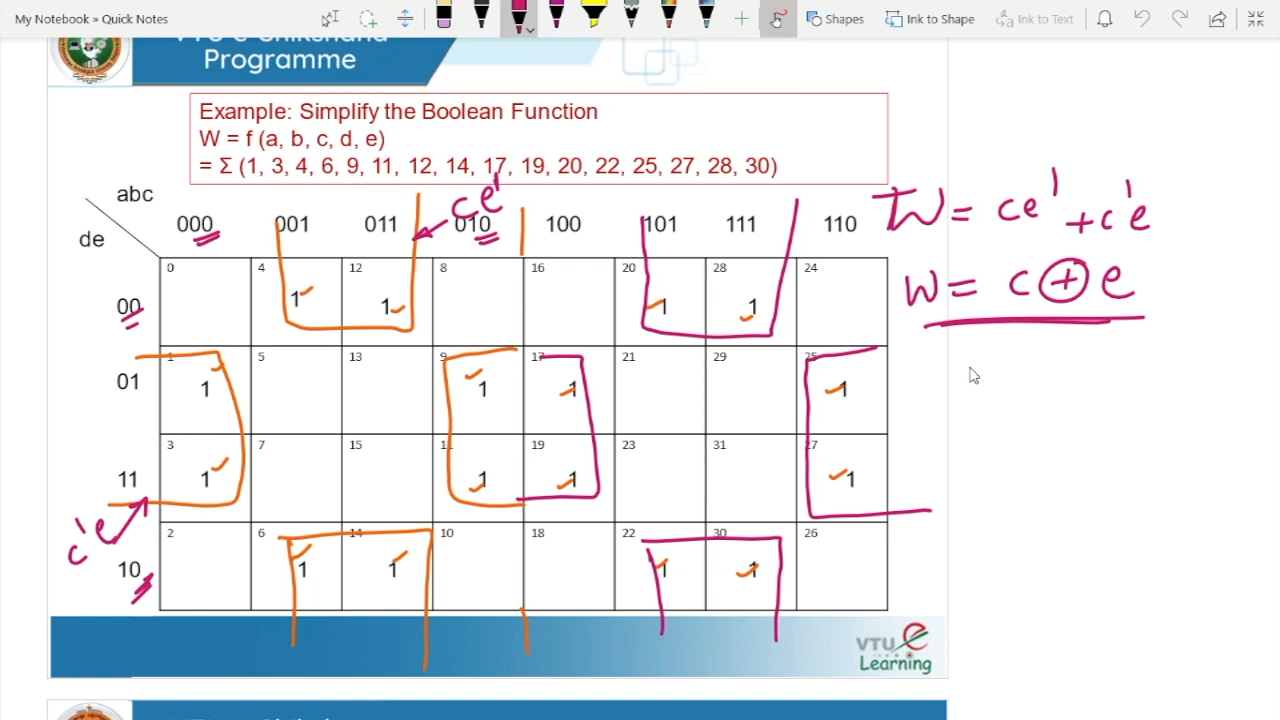 My Notebook » Quick Notes
Shapes
Ink to Shape
Ink to Text
Programme
Example: Simplify the Boolean Function
W = f (a, b, c, d, e)
= Σ (1, 3, 4, 6, 9, 11, 12, 14, 17, 19, 20, 22, 25, 27, 28, 30)
ce'
W = ce' + c'e
W = c ⊕ e
abc
de
000 001 011 010 100 101 111 110
0 4 12 8 16 20 28 24
00 1 1 1 1
1 5 13 9 17 21 29 25
01 1 1 1 1
3 7 15 11 19 23 31 27
11 1 1 1 1
c'e
2 6 14 10 18 22 30 26
10 1 1 1 1
VTU e
Learning